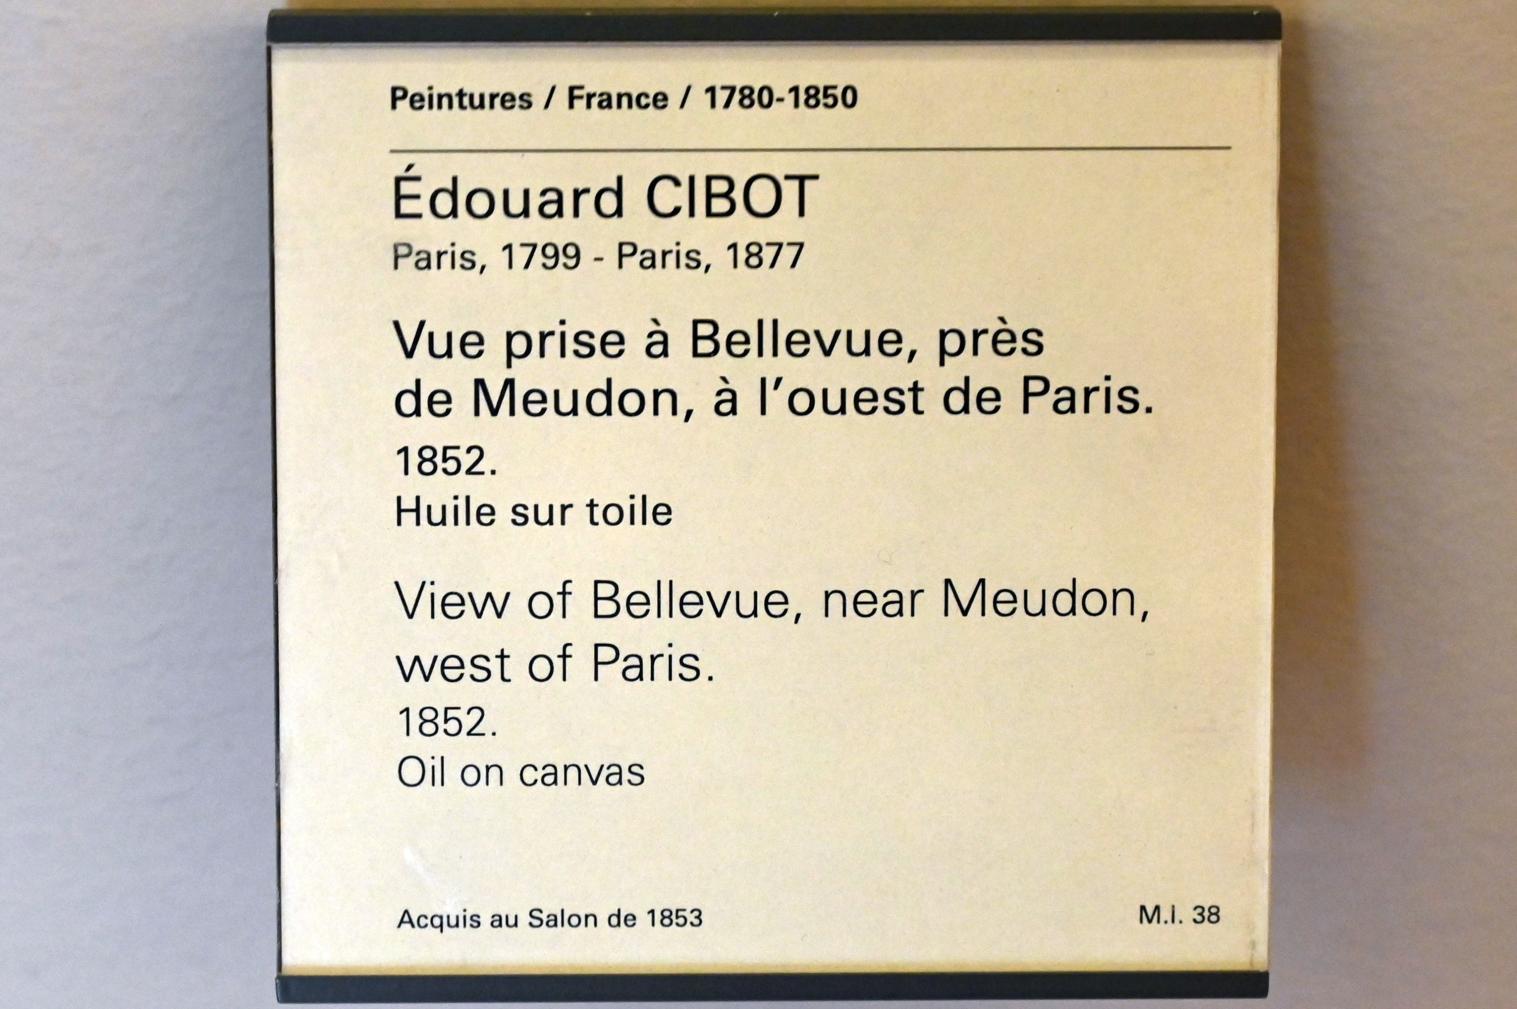 Peintures / France / 1780-1850
Édouard CIBOT
Paris, 1799 - Paris, 1877
Vue prise à Bellevue, près
de Meudon, à l'ouest de Paris.
1852.
Huile sur toile
View of Bellevue, near Meudon,
west of Paris.
1852.
Oil on canvas
Acquis au Salon de 1853
M.i. 38